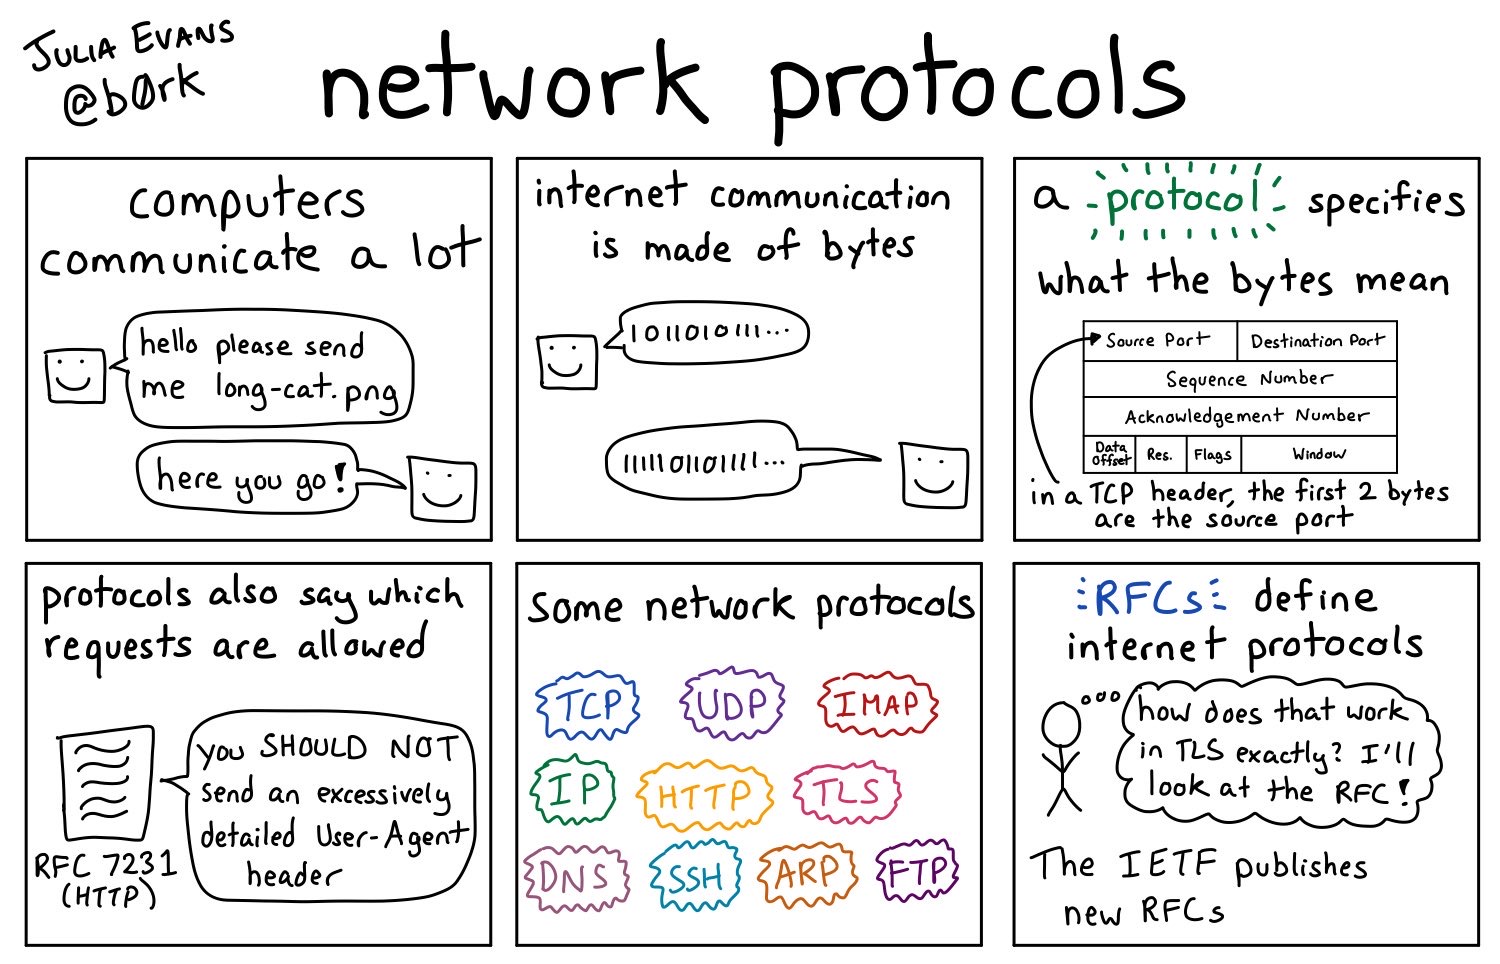 JULIA EVANS
@b0rk
network protocols
computers
communicate a lot
hello please send
me long-cat.png
here you go!
internet communication
is made of bytes
1011010111...
11111011011111...
a protocol specifies
what the bytes mean
Source Port
Destination Port
Sequence Number
Acknowledgement Number
Data
Offset
Res.
Flags
Window
in a TCP header, the first 2 bytes
are the source port
protocols also say which
requests are allowed
you SHOULD NOT
send an excessively
detailed User-Agent
header
RFC 7231
(HTTP)
Some network protocols
TCP
UDP
IMAP
IP
HTTP
TLS
DNS
SSH
ARP
FTP
RFCs define
internet protocols
how does that work
in TLS exactly? I'll
look at the RFC!
The IETF publishes
new RFCs